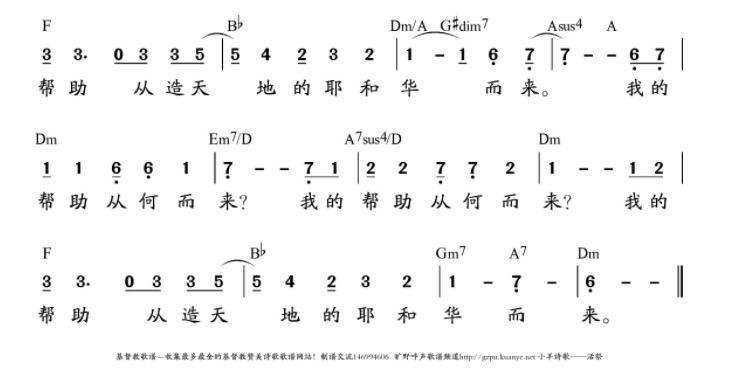 F B♭ Dm/A G♯dim7 Asus4 A
3 3· 0 3 3 5 | 5 4 2 3 2 | 1 - 1 6 7 | 7 - - 6 7 |
帮 助 从 造 天 地 的 耶 和 华 而 来。 我 的
Dm Em7/D A7sus4/D Dm
1 1 6 6 1 | 7 - - 7 1 | 2 2 7 7 2 | 1 - - 1 2 |
帮 助 从 何 而 来？ 我 的 帮 助 从 何 而 来？ 我 的
F B♭ Gm7 A7 Dm
3 3· 0 3 3 5 | 5 4 2 3 2 | 1 - 7 - | 6 - - ‖
帮 助 从 造 天 地 的 耶 和 华 而 来。
基督教歌谱—收集最多最全的基督教赞美诗歌歌谱网站！制谱交流146994606 旷野呼声歌谱频道http://gepu.kuanye.net 小羊诗歌——活祭